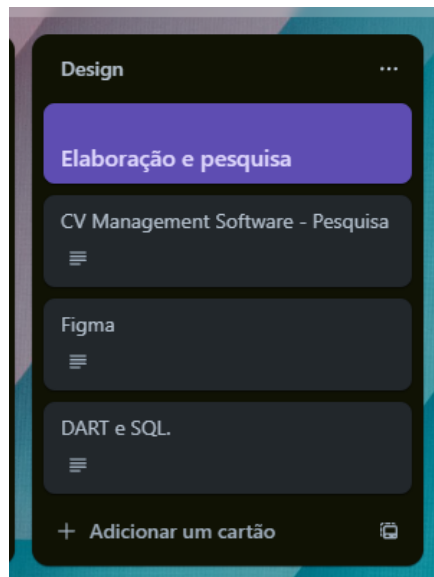 Design
Elaboração e pesquisa
CV Management Software - Pesquisa
Figma
DART e SQL.
Adicionar um cartão